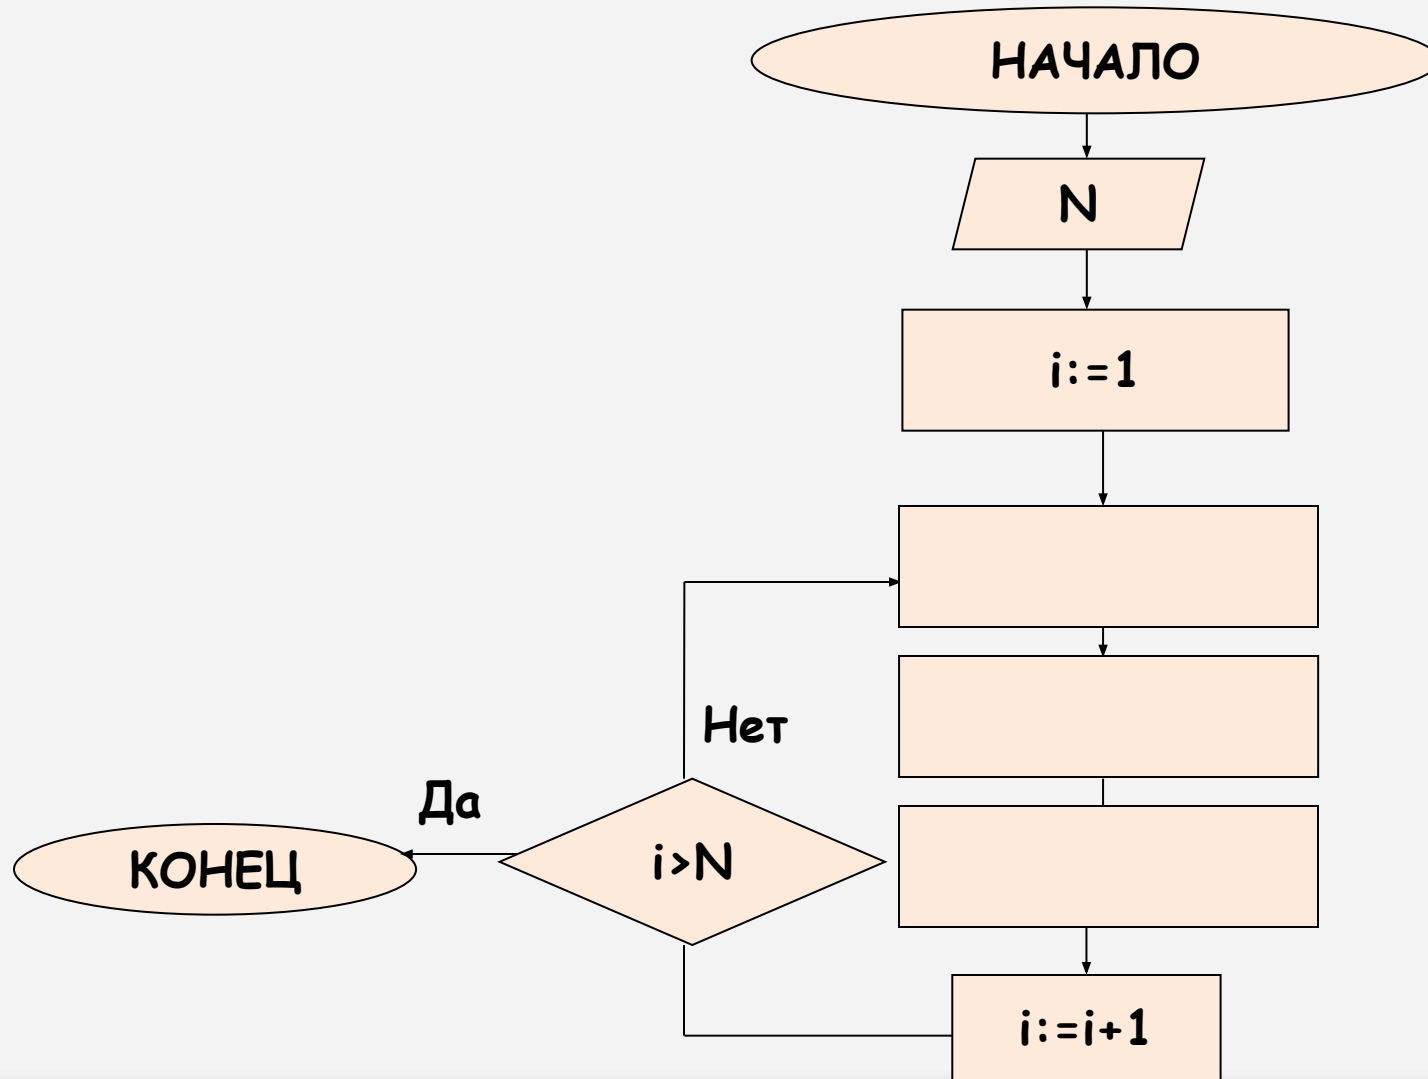 НАЧАЛО
N
i:=1
Нет
Да
КОНЕЦ
i>N
i:=i+1